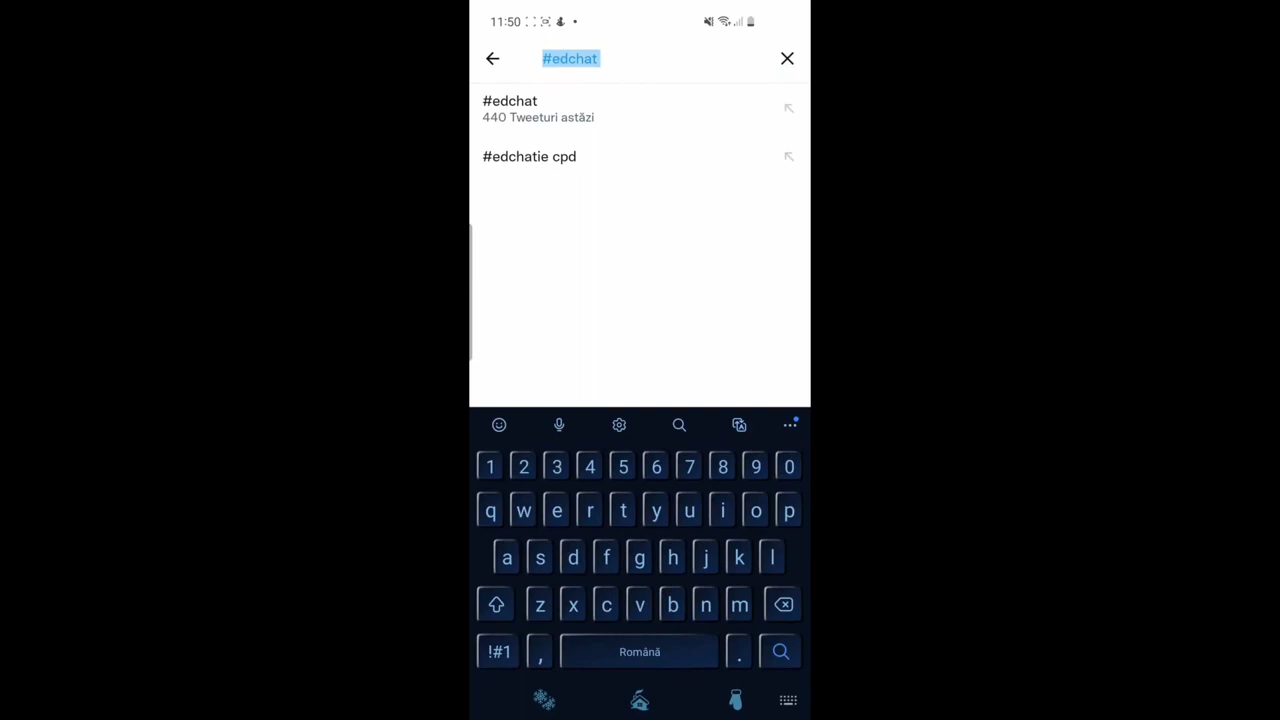 11:50
#edchat
#edchat
440 Tweeturi astăzi
#edchatie cpd
1 2 3 4 5 6 7 8 9 0
q w e r t y u i o p
a s d f g h j k l
z x c v b n m
!#1 , Română .